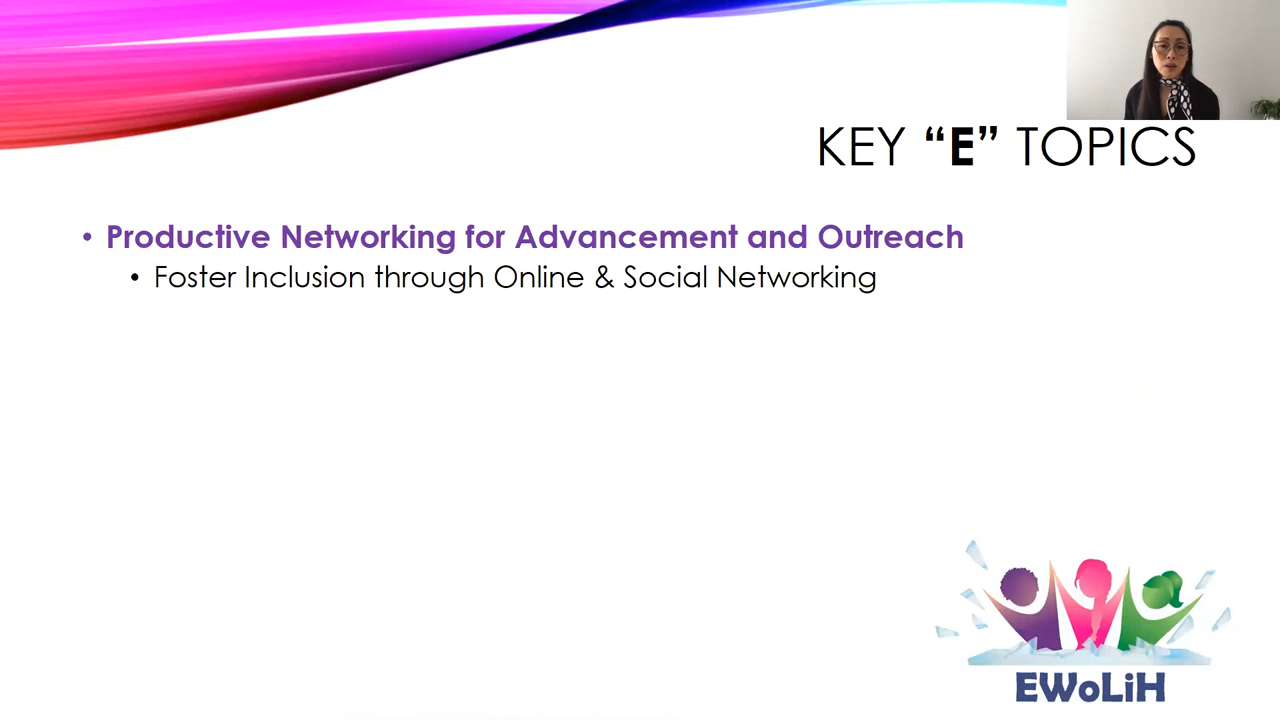 KEY “E” TOPICS
• Productive Networking for Advancement and Outreach
• Foster Inclusion through Online & Social Networking
EWoLiH